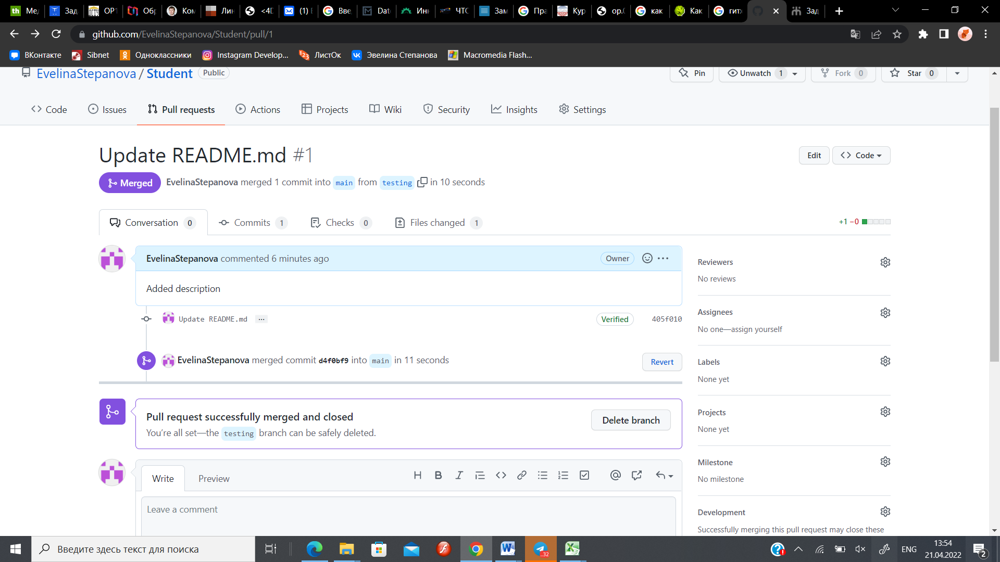 Ме
Зад
ОР1
Обр
Ком
Лин
<4D
(1) 
Вве
Dat
Инн
ЧТО
Зам
Пра
Кур
op.
как
Как
гит
Зад
github.com/EvelinaStepanova/Student/pull/1
ВКонтакте
Sibnet
Одноклассники
Instagram Develop...
ЛистОк
Эвелина Степанова
Macromedia Flash...
EvelinaStepanova / Student Public
Pin
Unwatch 1
Fork 0
Star 0
Code
Issues
Pull requests
Actions
Projects
Wiki
Security
Insights
Settings
Update README.md #1
Edit
Code
Merged
EvelinaStepanova merged 1 commit into main from testing in 10 seconds
Conversation 0
Commits 1
Checks 0
Files changed 1
+1 −0
EvelinaStepanova commented 6 minutes ago
Owner
Added description
Update README.md ...
Verified
405f010
EvelinaStepanova merged commit d4f0bf9 into main in 11 seconds
Revert
Pull request successfully merged and closed
You're all set—the testing branch can be safely deleted.
Delete branch
Write
Preview
Leave a comment
Reviewers
No reviews
Assignees
No one—assign yourself
Labels
None yet
Projects
None yet
Milestone
No milestone
Development
Successfully merging this pull request may close these
Введите здесь текст для поиска
..32
ENG
13:54
21.04.2022
2